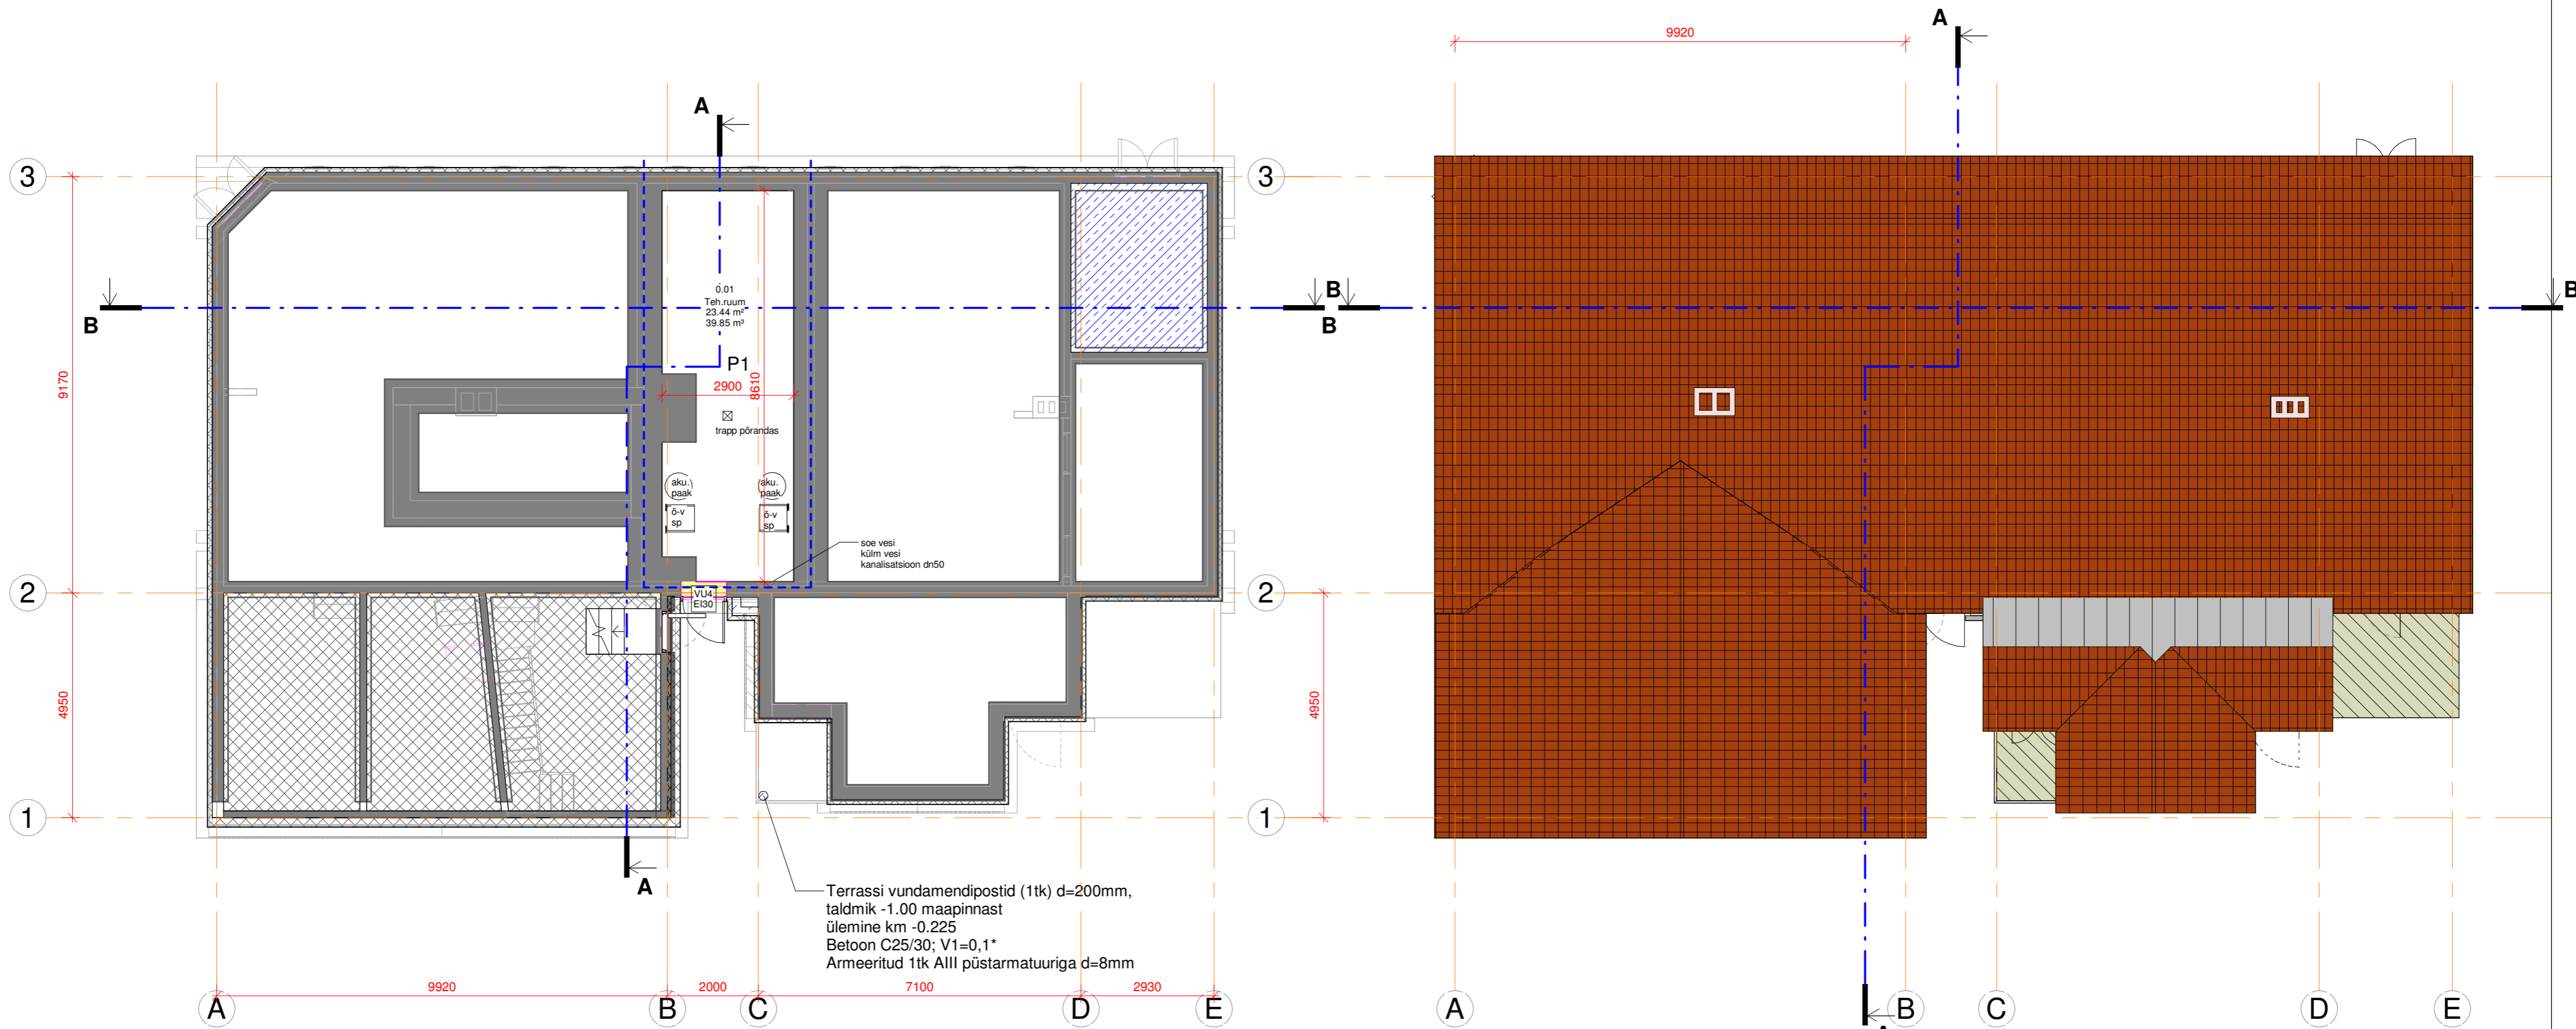 A
9920
A
3
3
0.01
Teh.ruum
23.44 m²
39.85 m³
B
B
B
B
B
P1
9170
2900
8610
trapp põrandas
aku.
paak
aku.
paak
õ-v
sp
õ-v
sp
soe vesi
külm vesi
kanalisatsioon dn50
2
VU4
EI30
2
4950
4950
1
1
A
Terrassi vundamendipostid (1tk) d=200mm,
taldmik -1.00 maapinnast
ülemine km -0.225
Betoon C25/30; V1=0,1*
Armeeritud 1tk AIII püstarmatuuriga d=8mm
9920
2000
7100
2930
A
B
C
D
E
A
B
C
D
E
A